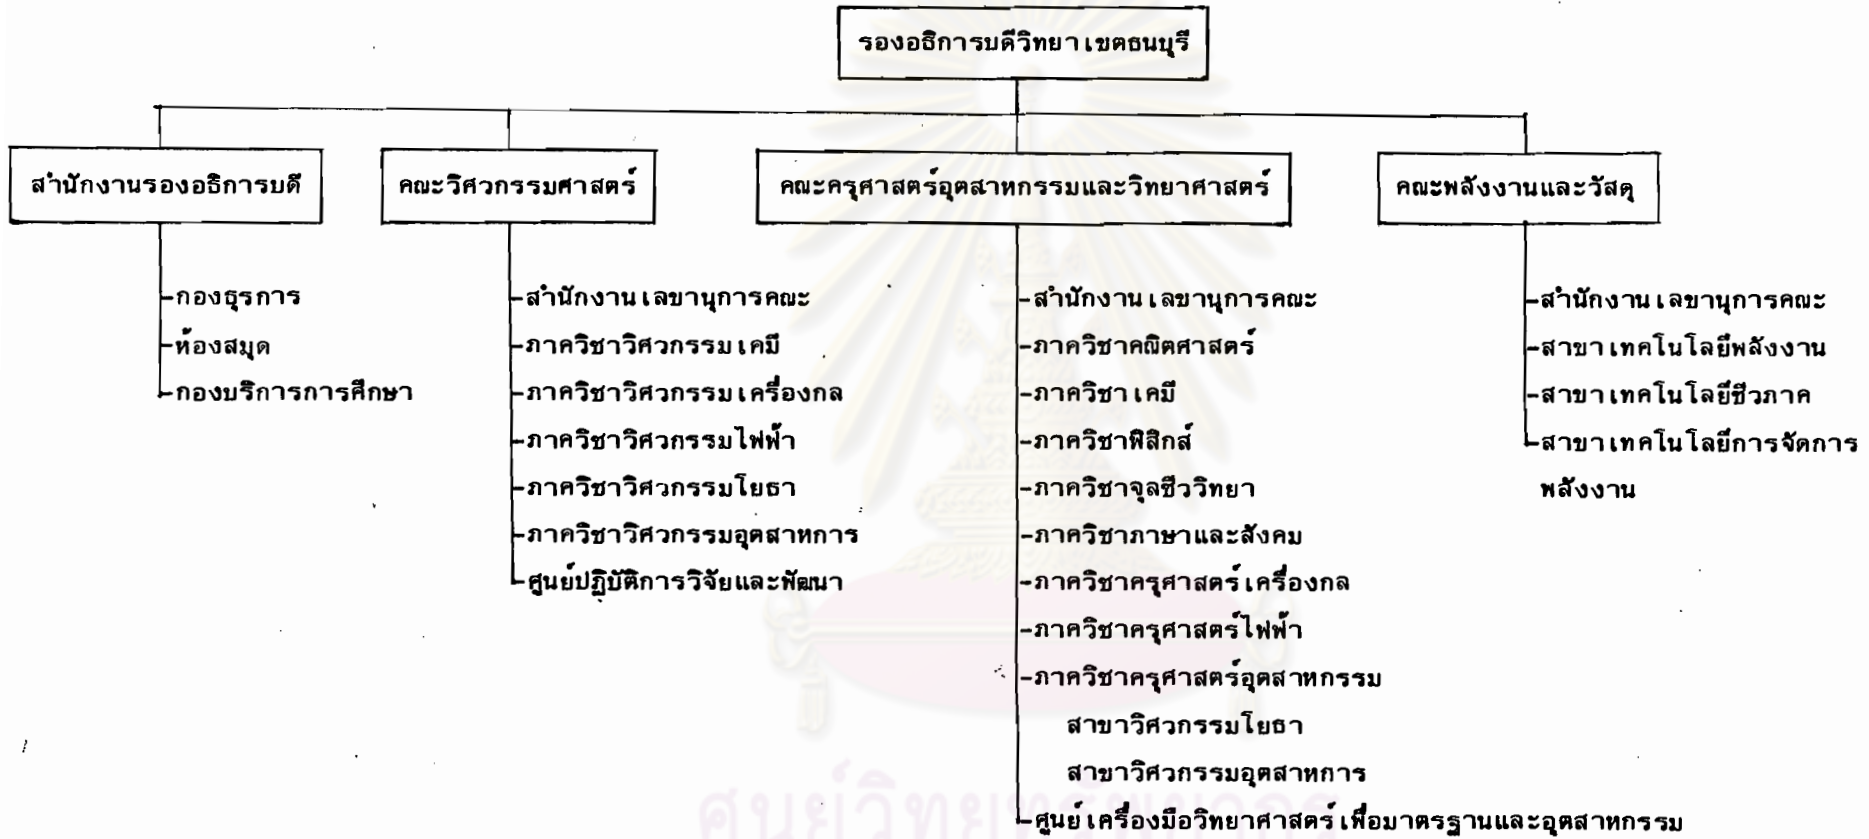 รองอธิการบดีวิทยาเขตธนบุรี
สำนักงานรองอธิการบดี
-กองธุรการ
-ห้องสมุด
-กองบริการการศึกษา
คณะวิศวกรรมศาสตร์
-สำนักงานเลขานุการคณะ
-ภาควิชาวิศวกรรมเคมี
-ภาควิชาวิศวกรรมเครื่องกล
-ภาควิชาวิศวกรรมไฟฟ้า
-ภาควิชาวิศวกรรมโยธา
-ภาควิชาวิศวกรรมอุตสาหการ
-ศูนย์ปฏิบัติการวิจัยและพัฒนา
คณะครุศาสตร์อุตสาหกรรมและวิทยาศาสตร์
-สำนักงานเลขานุการคณะ
-ภาควิชาคณิตศาสตร์
-ภาควิชาเคมี
-ภาควิชาฟิสิกส์
-ภาควิชาจุลชีววิทยา
-ภาควิชาภาษาและสังคม
-ภาควิชาครุศาสตร์เครื่องกล
-ภาควิชาครุศาสตร์ไฟฟ้า
-ภาควิชาครุศาสตร์อุตสาหกรรม
สาขาวิศวกรรมโยธา
สาขาวิศวกรรมอุตสาหการ
-ศูนย์เครื่องมือวิทยาศาสตร์เพื่อมาตรฐานและอุตสาหกรรม
คณะพลังงานและวัสดุ
-สำนักงานเลขานุการคณะ
-สาขาเทคโนโลยีพลังงาน
-สาขาเทคโนโลยีชีวภาค
-สาขาเทคโนโลยีการจัดการ
พลังงาน
ศูนย์วิทยทรัพยากร